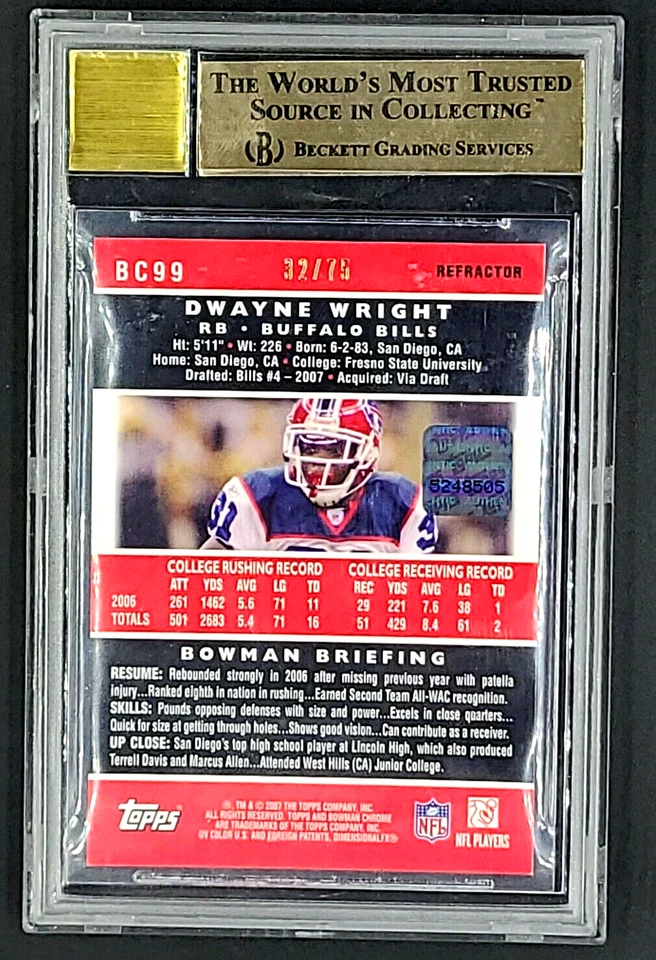 THE WORLD'S MOST TRUSTED
SOURCE IN COLLECTING™
(B) BECKETT GRADING SERVICES
BC99 32/75 REFRACTOR
DWAYNE WRIGHT
RB • BUFFALO BILLS
Ht: 5'11" • Wt: 226 • Born: 6-2-83, San Diego, CA
Home: San Diego, CA • College: Fresno State University
Drafted: Bills #4 – 2007 • Acquired: Via Draft
31
5248505
COLLEGE RUSHING RECORD COLLEGE RECEIVING RECORD
ATT YDS AVG LG TD REC YDS AVG LG TD
2006 261 1462 5.6 71 11 29 221 7.6 38 1
TOTALS 501 2683 5.4 71 16 51 429 8.4 61 2
BOWMAN BRIEFING
RESUME: Rebounded strongly in 2006 after missing previous year with patella
injury...Ranked eighth in nation in rushing...Earned Second Team All-WAC recognition.
SKILLS: Pounds opposing defenses with size and power...Excels in close quarters...
Quick for size at getting through holes...Shows good vision...Can contribute as a receiver.
UP CLOSE: San Diego's top high school player at Lincoln High, which also produced
Terrell Davis and Marcus Allen...Attended West Hills (CA) Junior College.
Topps
®, TM & © 2007 THE TOPPS COMPANY, INC.
ALL RIGHTS RESERVED. TOPPS AND BOWMAN CHROME
ARE TRADEMARKS OF THE TOPPS COMPANY, INC.
UV COLOR U.S. AND FOREIGN PATENTS, DIMENSIONALFX®
NFL
NFL PLAYERS